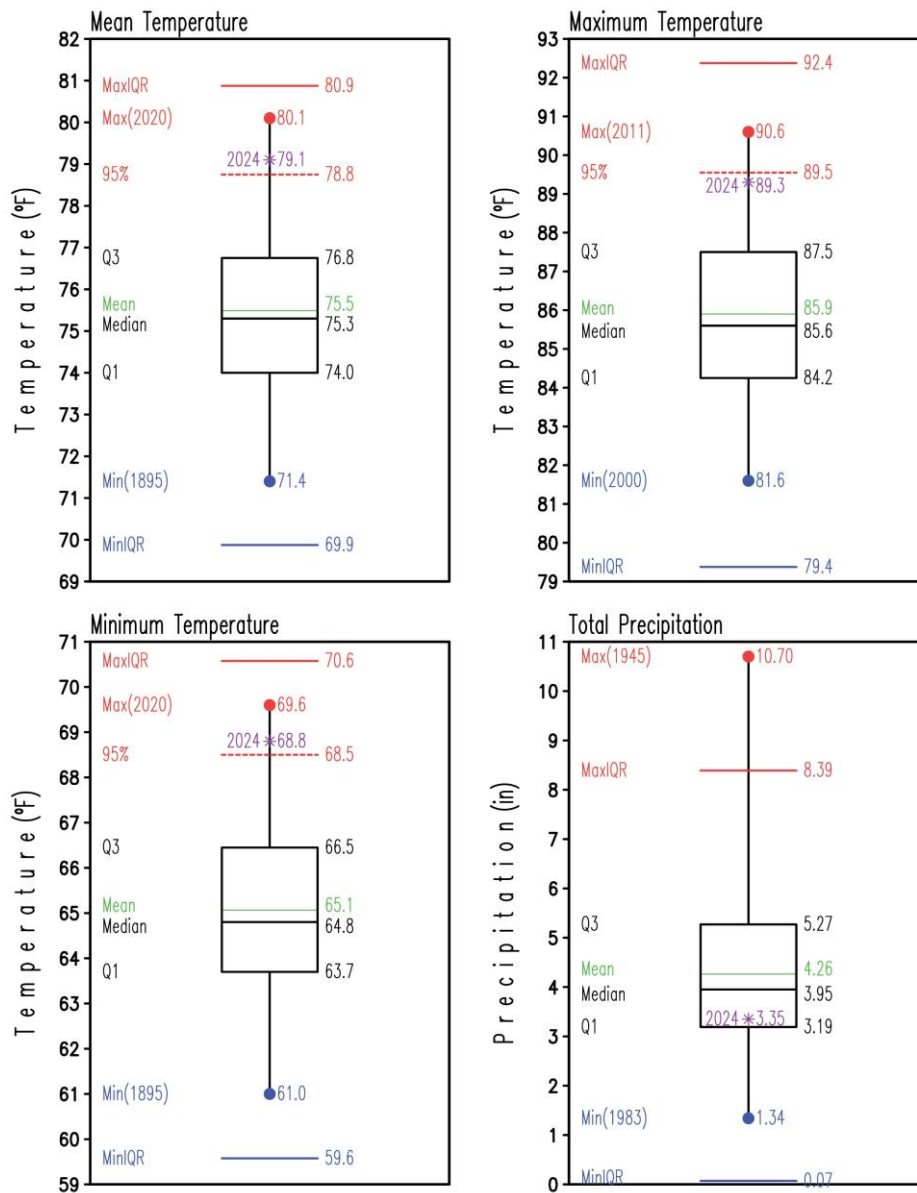 Mean Temperature
Temperature(°F)
82
81
80
79
78
77
76
75
74
73
72
71
70
69
MaxIQR 80.9
Max(2020) 80.1
2024 * 79.1
95% 78.8
Q3 76.8
Mean 75.5
Median 75.3
Q1 74.0
Min(1895) 71.4
MinIQR 69.9
Maximum Temperature
Temperature(°F)
93
92
91
90
89
88
87
86
85
84
83
82
81
80
79
MaxIQR 92.4
Max(2011) 90.6
95% 89.5
2024 * 89.3
Q3 87.5
Mean 85.9
Median 85.6
Q1 84.2
Min(2000) 81.6
MinIQR 79.4
Minimum Temperature
Temperature(°F)
71
70
69
68
67
66
65
64
63
62
61
60
59
MaxIQR 70.6
Max(2020) 69.6
2024 * 68.8
95% 68.5
Q3 66.5
Mean 65.1
Median 64.8
Q1 63.7
Min(1895) 61.0
MinIQR 59.6
Total Precipitation
Precipitation(in)
11
10
9
8
7
6
5
4
3
2
1
0
Max(1945) 10.70
MaxIQR 8.39
Q3 5.27
Mean 4.26
Median 3.95
2024 * 3.35
Q1 3.19
Min(1983) 1.34
MinIQR 0.07